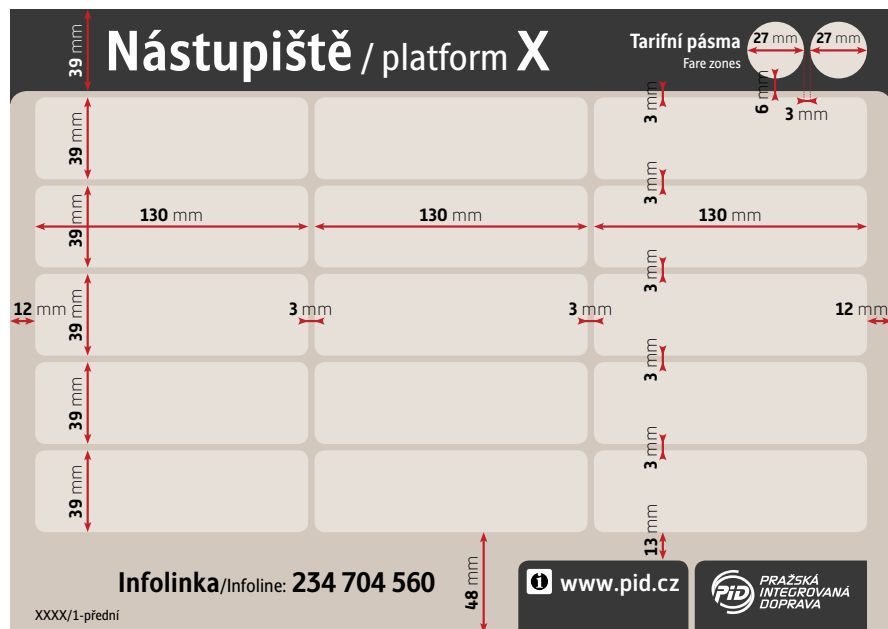 39 mm
Nástupiště / platform X
Tarifní pásma
Fare zones
27 mm
27 mm
6 mm
3 mm
3 mm
39 mm
3 mm
39 mm
130 mm
130 mm
130 mm
3 mm
12 mm
39 mm
3 mm
3 mm
12 mm
3 mm
39 mm
3 mm
39 mm
13 mm
Infolinka/Infoline: 234 704 560
48 mm
i www.pid.cz
PID
PRAŽSKÁ
INTEGROVANÁ
DOPRAVA
XXXX/1-přední